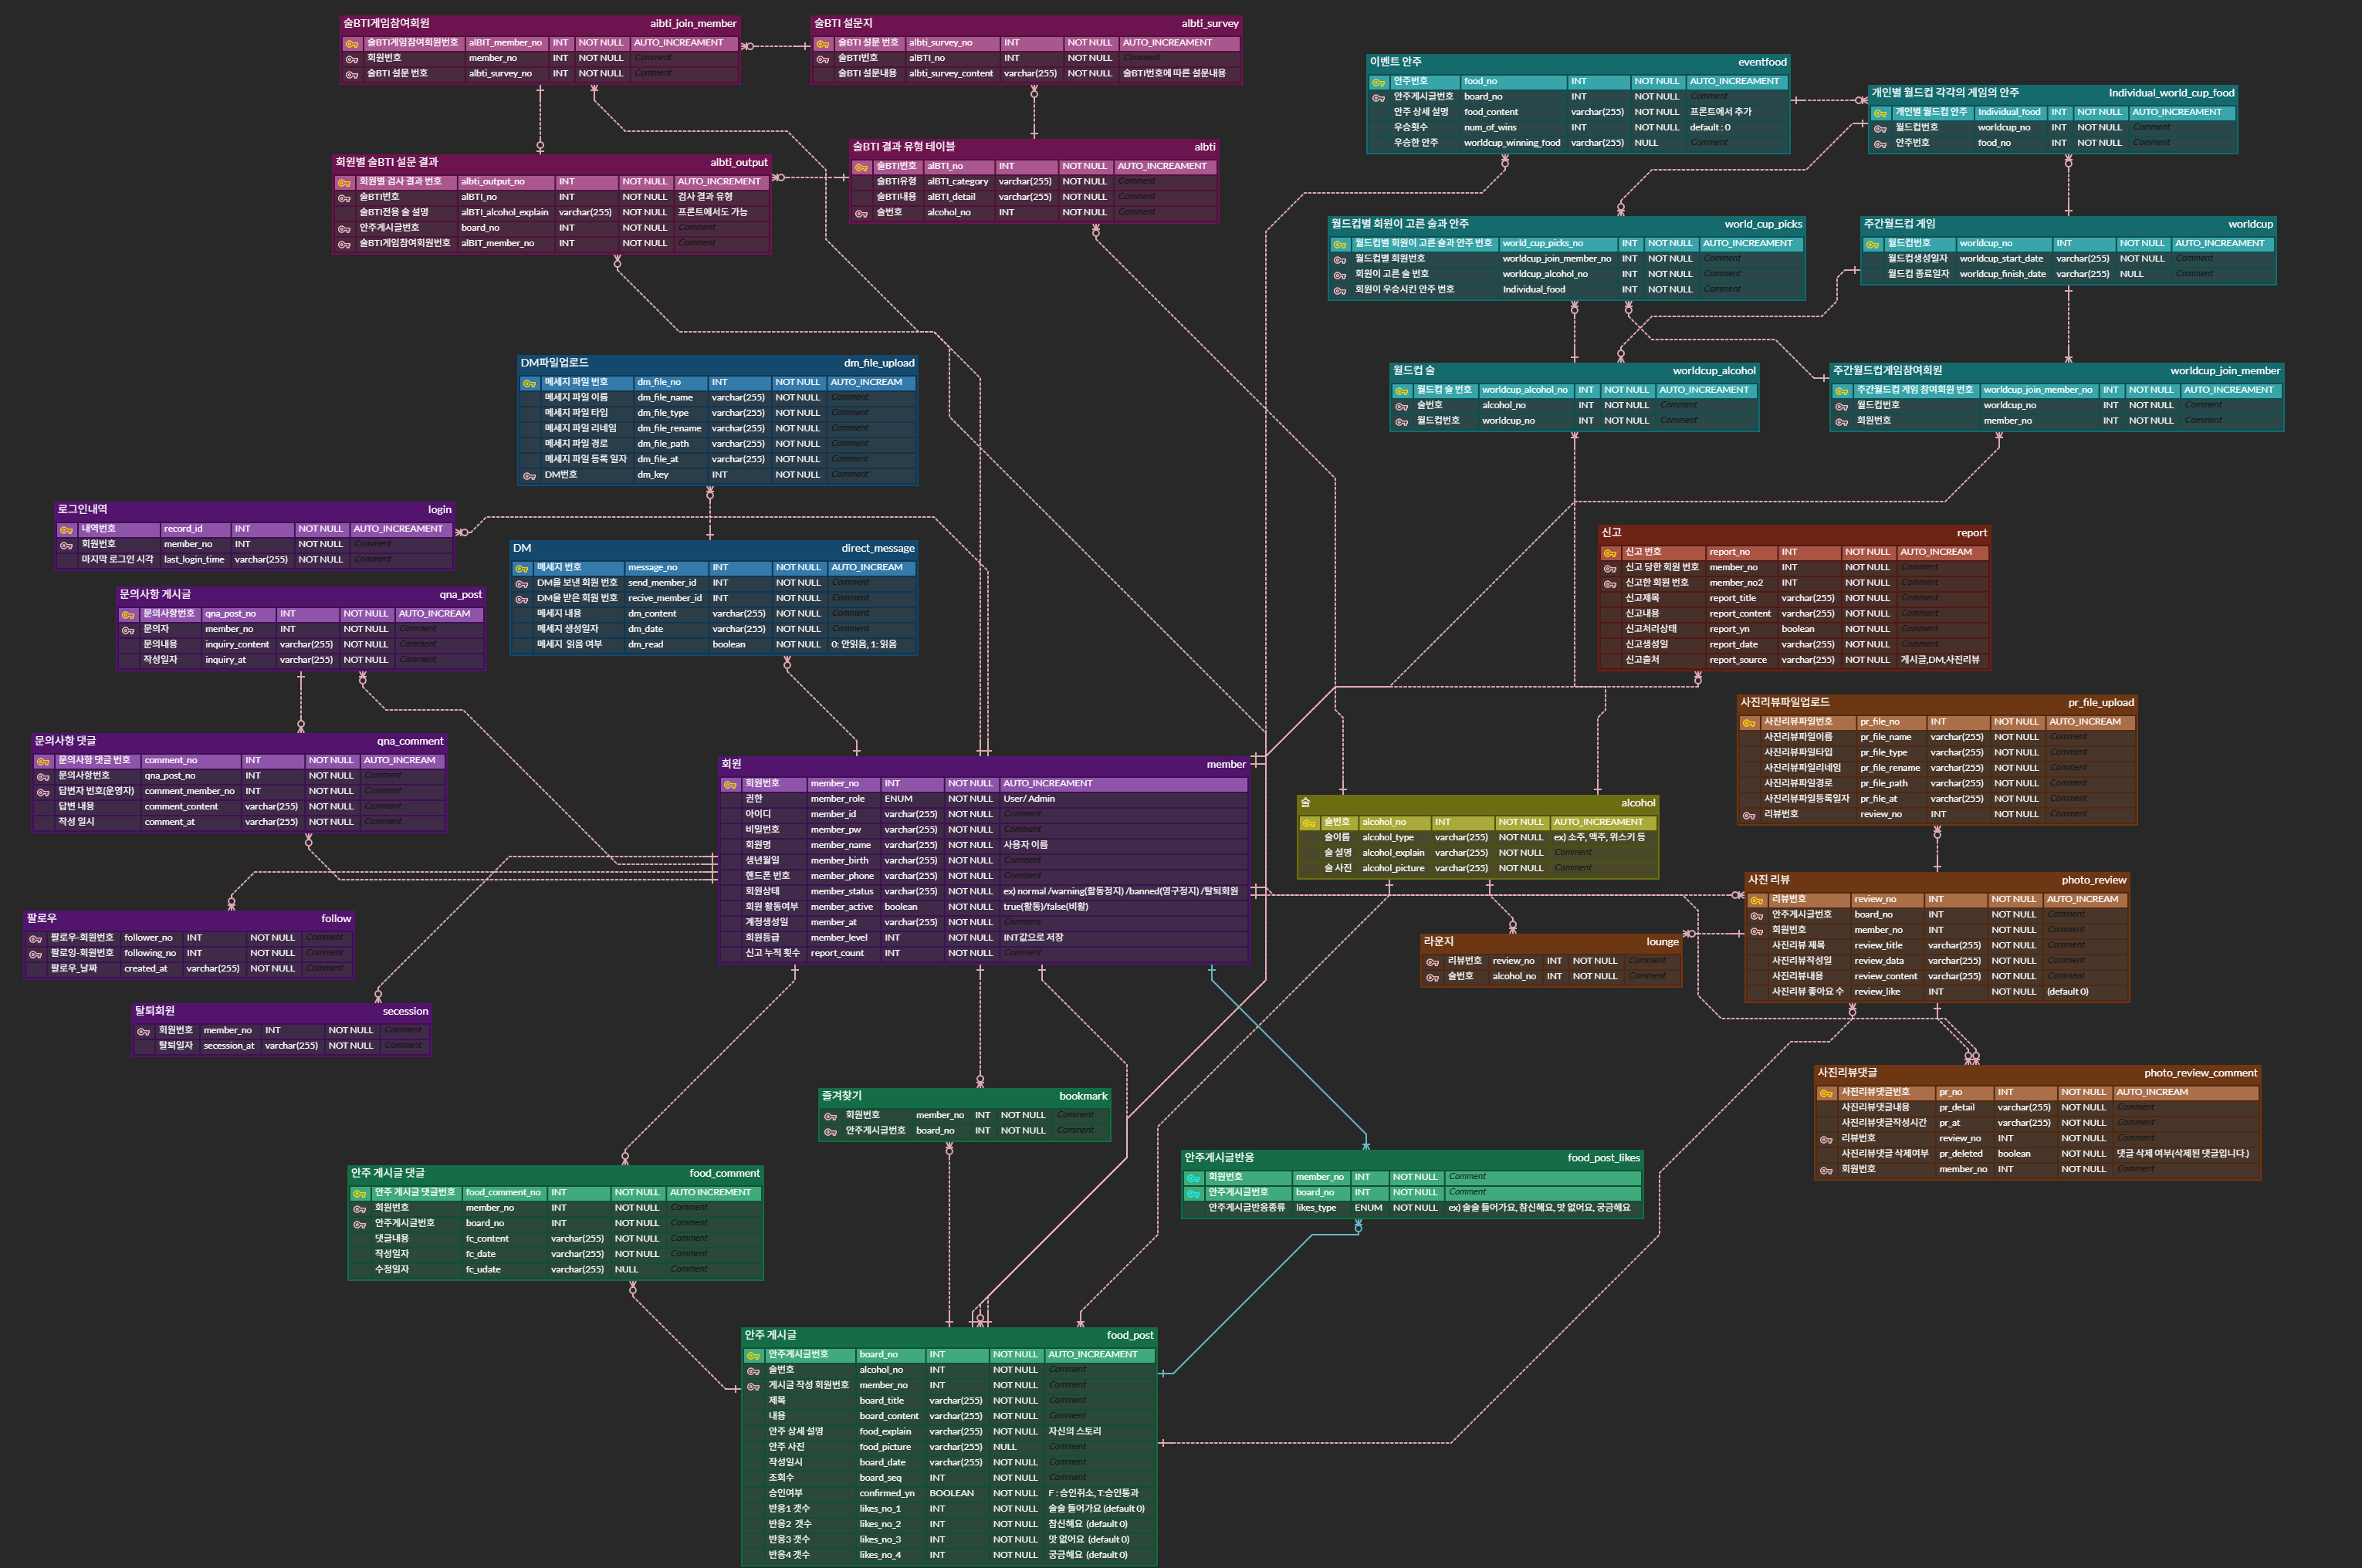 술BTI게임참여회원 aibti_join_member
술BTI게임참여회원번호 alBIT_member_no INT NOT NULL AUTO_INCREAMENT
회원번호 member_no INT NOT NULL Comment
술BTI 설문 번호 albti_survey_no INT NOT NULL Comment
술BTI 설문지 albti_survey
술BTI 설문 번호 albti_survey_no INT NOT NULL AUTO_INCREAMENT
술BTI번호 alBTI_no INT NOT NULL Comment
술BTI 설문내용 albti_survey_content varchar(255) NOT NULL 술BTI번호에 따른 설문내용
회원별 술BTI 설문 결과 albti_output
회원별 검사 결과 번호 albti_output_no INT NOT NULL AUTO_INCREMENT
술BTI번호 alBTI_no INT NOT NULL 검사 결과 유형
술BTI전용 술 설명 alBTI_alcohol_explain varchar(255) NOT NULL 프론트에서도 가능
안주게시글번호 board_no INT NOT NULL Comment
술BTI게임참여회원번호 alBIT_member_no INT NOT NULL Comment
술BTI 결과 유형 테이블 albti
술BTI번호 alBTI_no INT NOT NULL AUTO_INCREAMENT
술BTI유형 alBTI_category varchar(255) NOT NULL Comment
술BTI내용 alBTI_detail varchar(255) NOT NULL Comment
술번호 alcohol_no INT NOT NULL Comment
이벤트 안주 eventfood
안주번호 food_no INT NOT NULL AUTO_INCREAMENT
안주게시글번호 board_no INT NOT NULL Comment
안주 상세 설명 food_content varchar(255) NOT NULL 프론트에서 추가
우승횟수 num_of_wins INT NOT NULL default : 0
우승한 안주 worldcup_winning_food varchar(255) NULL Comment
개인별 월드컵 각각의 게임의 안주 Individual_world_cup_food
개인별 월드컵 안주 Individual_food INT NOT NULL AUTO_INCREAMENT
월드컵번호 worldcup_no INT NOT NULL Comment
안주번호 food_no INT NOT NULL Comment
월드컵별 회원이 고른 술과 안주 world_cup_picks
월드컵별 회원이 고른 술과 안주 번호 world_cup_picks_no INT NOT NULL AUTO_INCREAMENT
월드컵별 회원번호 worldcup_join_member_no INT NOT NULL Comment
회원이 고른 술 번호 worldcup_alcohol_no INT NOT NULL Comment
회원이 우승시킨 안주 번호 Individual_food INT NOT NULL Comment
주간월드컵 게임 worldcup
월드컵번호 worldcup_no INT NOT NULL AUTO_INCREAMENT
월드컵생성일자 worldcup_start_date varchar(255) NOT NULL Comment
월드컵 종료일자 worldcup_finish_date varchar(255) NULL Comment
월드컵 술 worldcup_alcohol
월드컵 술 번호 worldcup_alcohol_no INT NOT NULL AUTO_INCREAMENT
술번호 alcohol_no INT NOT NULL Comment
월드컵번호 worldcup_no INT NOT NULL Comment
주간월드컵게임참여회원 worldcup_join_member
주간월드컵 게임 참여회원 번호 worldcup_join_member_no INT NOT NULL AUTO_INCREAMENT
월드컵번호 worldcup_no INT NOT NULL Comment
회원번호 member_no INT NOT NULL Comment
DM파일업로드 dm_file_upload
메세지 파일 번호 dm_file_no INT NOT NULL AUTO_INCREAM
메세지 파일 이름 dm_file_name varchar(255) NOT NULL Comment
메세지 파일 타입 dm_file_type varchar(255) NOT NULL Comment
메세지 파일 리네임 dm_file_rename varchar(255) NOT NULL Comment
메세지 파일 경로 dm_file_path varchar(255) NOT NULL Comment
메세지 파일 등록 일자 dm_file_at varchar(255) NOT NULL Comment
DM번호 dm_key INT NOT NULL Comment
로그인내역 login
내역번호 record_id INT NOT NULL AUTO_INCREAMENT
회원번호 member_no INT NOT NULL Comment
마지막 로그인 시각 last_login_time varchar(255) NOT NULL Comment
DM direct_message
메세지 번호 message_no INT NOT NULL AUTO_INCREAM
DM을 보낸 회원 번호 send_member_id INT NOT NULL Comment
DM을 받은 회원 번호 recive_member_id INT NOT NULL Comment
메세지 내용 dm_content varchar(255) NOT NULL Comment
메세지 생성일자 dm_date varchar(255) NOT NULL Comment
메세지 읽음 여부 dm_read boolean NOT NULL 0: 안읽음, 1: 읽음
신고 report
신고 번호 report_no INT NOT NULL AUTO_INCREAM
신고 당한 회원 번호 member_no INT NOT NULL Comment
신고한 회원 번호 member_no2 INT NOT NULL Comment
신고제목 report_title varchar(255) NOT NULL Comment
신고내용 report_content varchar(255) NOT NULL Comment
신고처리상태 report_yn boolean NOT NULL Comment
신고생성일 report_date varchar(255) NOT NULL Comment
신고출처 report_source varchar(255) NOT NULL 게시글,DM,사진리뷰
문의사항 게시글 qna_post
문의사항번호 qna_post_no INT NOT NULL AUTO_INCREAM
문의자 member_no INT NOT NULL Comment
문의내용 inquiry_content varchar(255) NOT NULL Comment
작성일자 inquiry_at varchar(255) NOT NULL Comment
사진리뷰파일업로드 pr_file_upload
사진리뷰파일번호 pr_file_no INT NOT NULL AUTO_INCREAM
사진리뷰파일이름 pr_file_name varchar(255) NOT NULL Comment
사진리뷰파일타입 pr_file_type varchar(255) NOT NULL Comment
사진리뷰파일리네임 pr_file_rename varchar(255) NOT NULL Comment
사진리뷰파일경로 pr_file_path varchar(255) NOT NULL Comment
사진리뷰파일등록일자 pr_file_at varchar(255) NOT NULL Comment
리뷰번호 review_no INT NOT NULL Comment
문의사항 댓글 qna_comment
문의사항 댓글 번호 comment_no INT NOT NULL AUTO_INCREAM
문의사항번호 qna_post_no INT NOT NULL Comment
답변자 번호(운영자) comment_member_no INT NOT NULL Comment
답변 내용 comment_content varchar(255) NOT NULL Comment
작성 일시 comment_at varchar(255) NOT NULL Comment
회원 member
회원번호 member_no INT NOT NULL AUTO_INCREAMENT
권한 member_role ENUM NOT NULL User/ Admin
아이디 member_id varchar(255) NOT NULL Comment
비밀번호 member_pw varchar(255) NOT NULL Comment
회원명 member_name varchar(255) NOT NULL 사용자 이름
생년월일 member_birth varchar(255) NOT NULL Comment
핸드폰 번호 member_phone varchar(255) NOT NULL Comment
회원상태 member_status varchar(255) NOT NULL ex) normal /warning(활동정지) /banned(영구정지) /탈퇴회원
회원 활동여부 member_active boolean NOT NULL true(활동)/false(비활)
계정생성일 member_at varchar(255) NOT NULL Comment
회원등급 member_level INT NOT NULL INT값으로 저장
신고 누적 횟수 report_count INT NOT NULL Comment
술 alcohol
술번호 alcohol_no INT NOT NULL AUTO_INCREAMENT
술이름 alcohol_type varchar(255) NOT NULL ex) 소주, 맥주, 위스키 등
술 설명 alcohol_explain varchar(255) NOT NULL Comment
술 사진 alcohol_picture varchar(255) NOT NULL Comment
사진 리뷰 photo_review
리뷰번호 review_no INT NOT NULL AUTO_INCREAM
안주게시글번호 board_no INT NOT NULL Comment
회원번호 member_no INT NOT NULL Comment
사진리뷰 제목 review_title varchar(255) NOT NULL Comment
사진리뷰작성일 review_data varchar(255) NOT NULL Comment
사진리뷰내용 review_content varchar(255) NOT NULL Comment
사진리뷰 좋아요 수 review_like INT NOT NULL (default 0)
팔로우 follow
팔로우-회원번호 follower_no INT NOT NULL Comment
팔로잉-회원번호 following_no INT NOT NULL Comment
팔로우_날짜 created_at varchar(255) NOT NULL Comment
라운지 lounge
리뷰번호 review_no INT NOT NULL Comment
술번호 alcohol_no INT NOT NULL Comment
탈퇴회원 secession
회원번호 member_no INT NOT NULL Comment
탈퇴일자 secession_at varchar(255) NOT NULL Comment
사진리뷰댓글 photo_review_comment
사진리뷰댓글번호 pr_no INT NOT NULL AUTO_INCREAM
사진리뷰댓글내용 pr_detail varchar(255) NOT NULL Comment
사진리뷰댓글작성시간 pr_at varchar(255) NOT NULL Comment
리뷰번호 review_no INT NOT NULL Comment
사진리뷰댓글 삭제여부 pr_deleted boolean NOT NULL 댓글 삭제 여부(삭제된 댓글입니다.)
회원번호 member_no INT NOT NULL Comment
즐겨찾기 bookmark
회원번호 member_no INT NOT NULL Comment
안주게시글번호 board_no INT NOT NULL Comment
안주 게시글 댓글 food_comment
안주 게시글 댓글번호 food_comment_no INT NOT NULL AUTO INCREMENT
회원번호 member_no INT NOT NULL Comment
안주게시글번호 board_no INT NOT NULL Comment
댓글내용 fc_content varchar(255) NOT NULL Comment
작성일자 fc_date varchar(255) NOT NULL Comment
수정일자 fc_udate varchar(255) NULL Comment
안주게시글반응 food_post_likes
회원번호 member_no INT NOT NULL Comment
안주게시글번호 board_no INT NOT NULL Comment
안주게시글반응종류 likes_type ENUM NOT NULL ex) 술술 들어가요, 참신해요, 맛 없어요, 궁금해요
안주 게시글 food_post
안주게시글번호 board_no INT NOT NULL AUTO_INCREAMENT
술번호 alcohol_no INT NOT NULL Comment
게시글 작성 회원번호 member_no INT NOT NULL Comment
제목 board_title varchar(255) NOT NULL Comment
내용 board_content varchar(255) NOT NULL Comment
안주 상세 설명 food_explain varchar(255) NOT NULL 자신의 스토리
안주 사진 food_picture varchar(255) NULL Comment
작성일시 board_date varchar(255) NOT NULL Comment
조회수 board_seq INT NOT NULL Comment
승인여부 confirmed_yn BOOLEAN NOT NULL F : 승인취소, T:승인통과
반응1 갯수 likes_no_1 INT NOT NULL 술술 들어가요 (default 0)
반응2 갯수 likes_no_2 INT NOT NULL 참신해요 (default 0)
반응3 갯수 likes_no_3 INT NOT NULL 맛 없어요 (default 0)
반응4 갯수 likes_no_4 INT NOT NULL 궁금해요 (default 0)